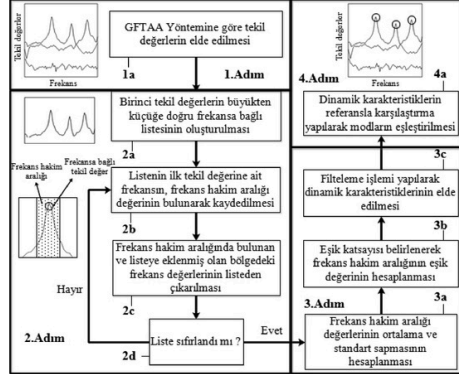 Tekil değerler
Frekans
GFTAA Yöntemine göre tekil
değerlerin elde edilmesi
1a
1.Adım
Birinci tekil değerlerin büyükten
küçüğe doğru frekansa bağlı
listesinin oluşturulması
2a
Frekans hakim
aralığı
Frekansa bağlı
tekil değer
Listenin ilk tekil değerine ait
frekansın, frekans hakim aralığı
değerinin bulunarak kaydedilmesi
2b
Frekans hakim aralığında bulunan
ve listeye eklenmiş olan bölgedeki
frekans değerlerinin listeden
çıkarılması
2c
Hayır
2.Adım
Liste sıfırlandı mı ?
2d
Evet
3.Adım
3a
Frekans hakim aralığı
değerlerinin ortalama ve
standart sapmasının
hesaplanması
3b
Eşik katsayısı belirlenerek
frekans hakim aralığının eşik
değerinin hesaplanması
3c
Filteleme işlemi yapılarak
dinamik karakteristiklerinin elde
edilmesi
Tekil değerler
Frekans
4.Adım
4a
Dinamik karakteristiklerin
referansla karşılaştırma
yapılarak modların eşleştirilmesi